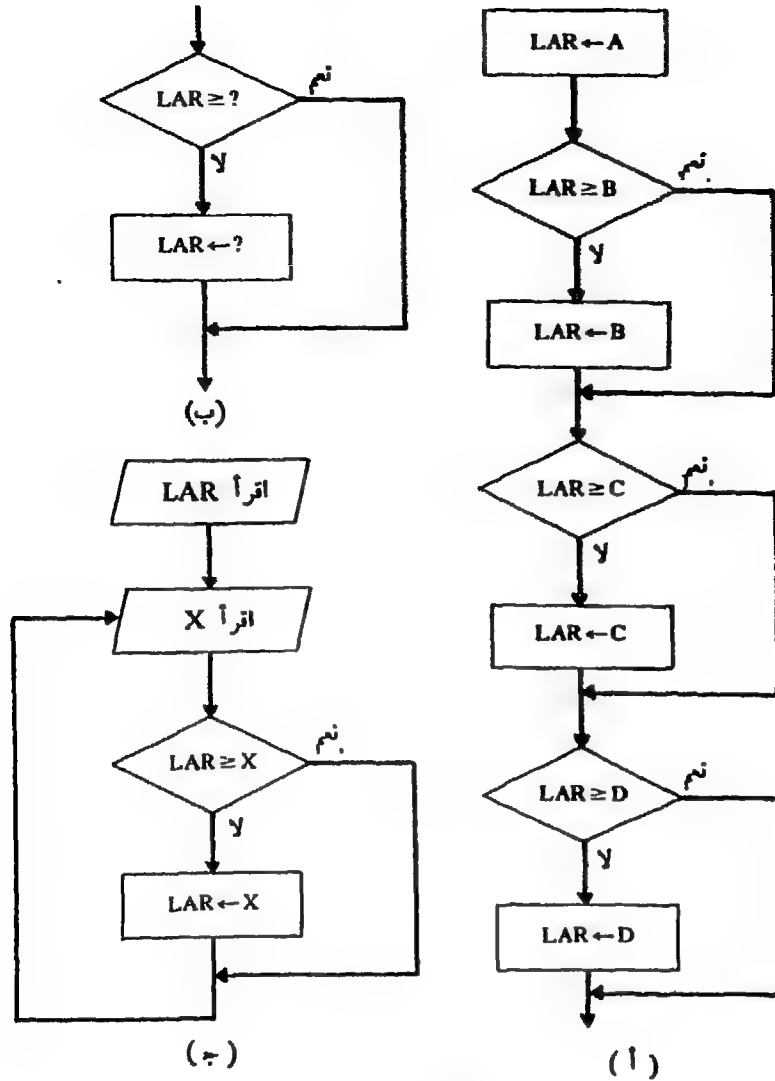 LAR ← A
LAR ≥ B
نعم
لا
LAR ← B
LAR ≥ C
نعم
لا
LAR ← C
LAR ≥ D
نعم
لا
LAR ← D
(أ)
LAR ≥ ?
نعم
لا
LAR ← ?
(ب)
اقرأ LAR
اقرأ X
LAR ≥ X
نعم
لا
LAR ← X
(ج)